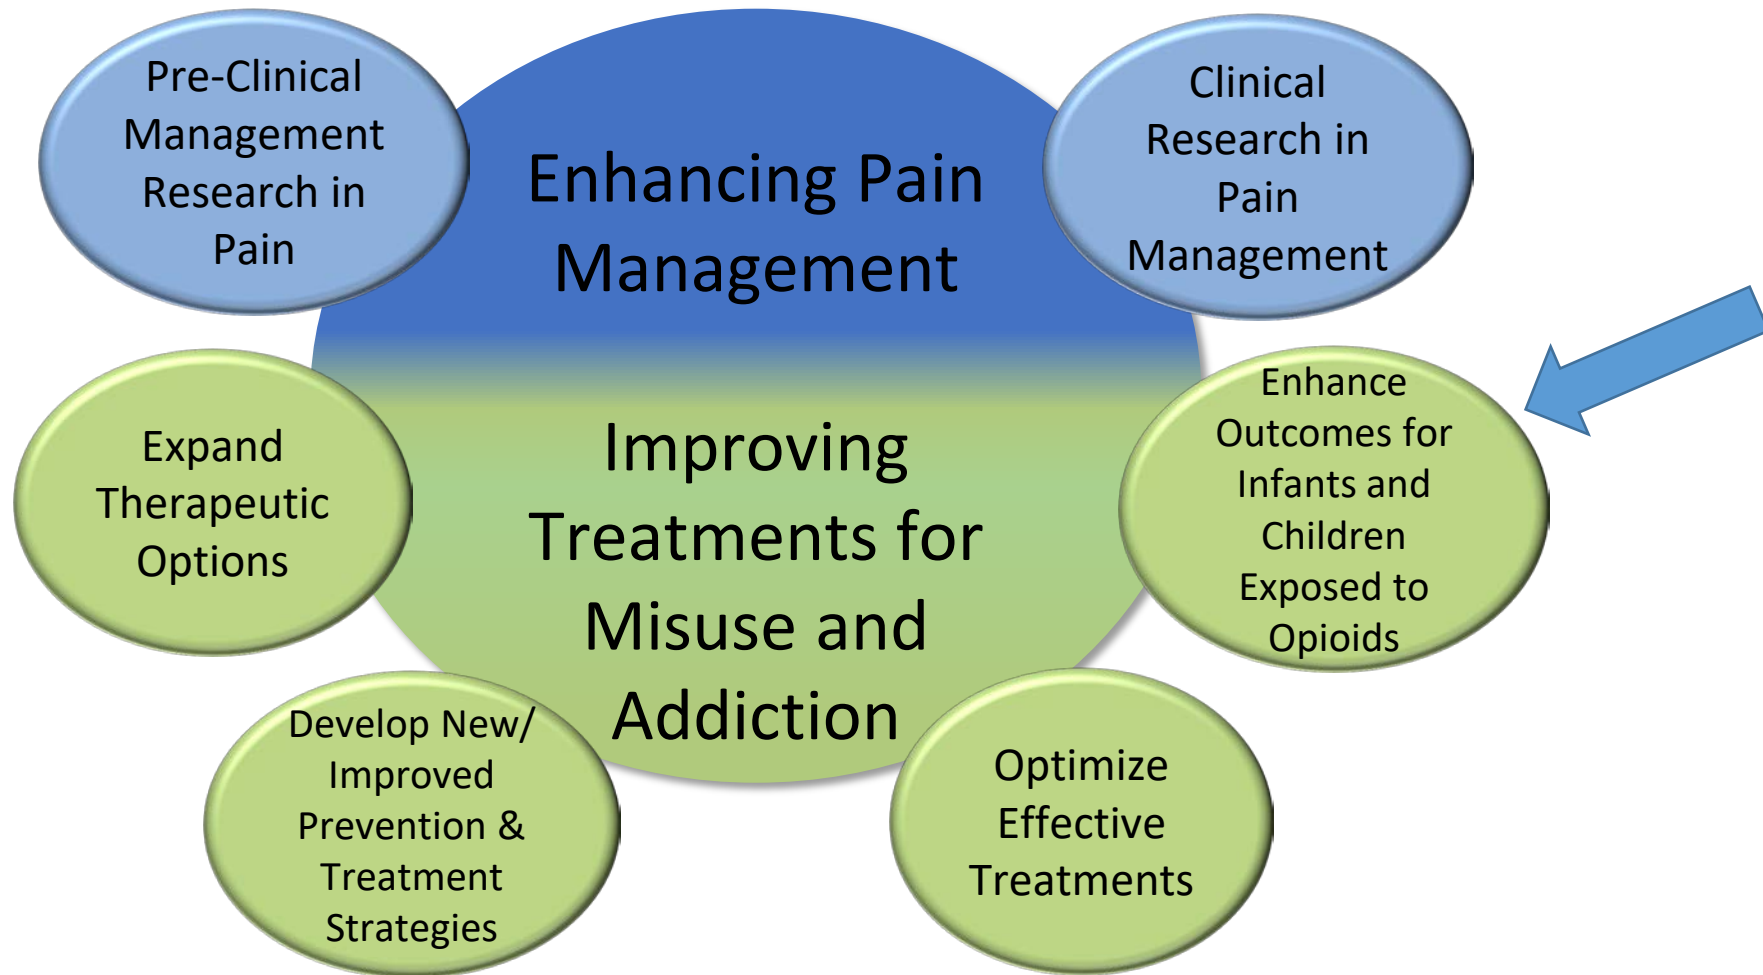 Pre-Clinical
Management
Research in
Pain
Enhancing Pain
Management
Clinical
Research in
Pain
Management
Expand
Therapeutic
Options
Improving
Treatments for
Misuse and
Addiction
Enhance
Outcomes for
Infants and
Children
Exposed to
Opioids
Develop New/
Improved
Prevention &
Treatment
Strategies
Optimize
Effective
Treatments